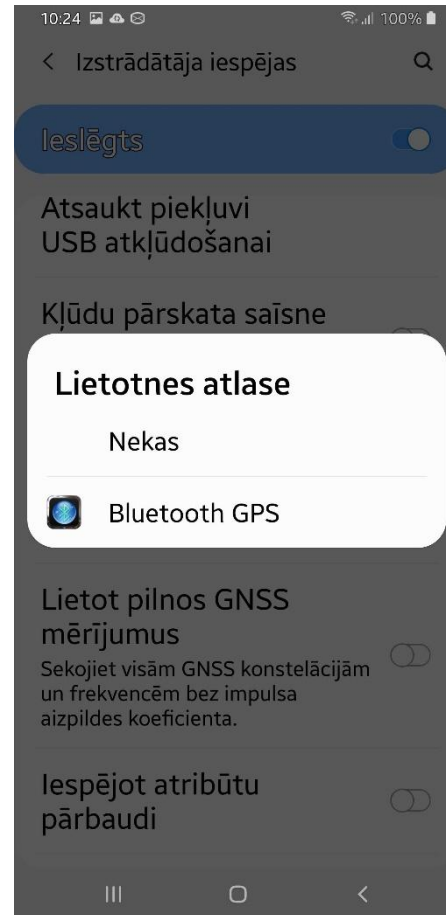 10:24 100%
Izstrādātāja iespējas
Ieslēgts
Atsaukt piekļuvi
USB atkļūdošanai
Kļūdu pārskata saīsne
Lietotnes atlase
Nekas
Bluetooth GPS
Lietot pilnos GNSS
mērījumus
Sekojiet visām GNSS konstelācijām
un frekvencēm bez impulsa
aizpildes koeficienta.
Iespējot atribūtu
pārbaudi